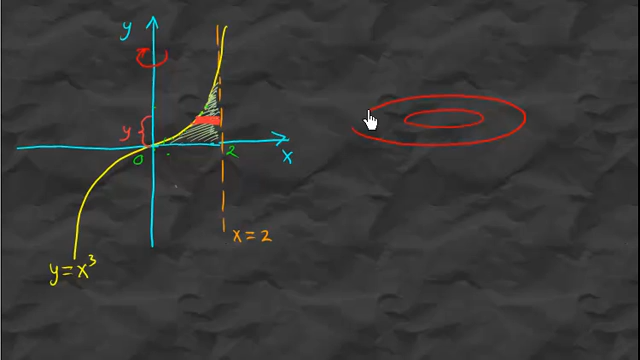 y
y
0
2
x
x = 2
y = x³